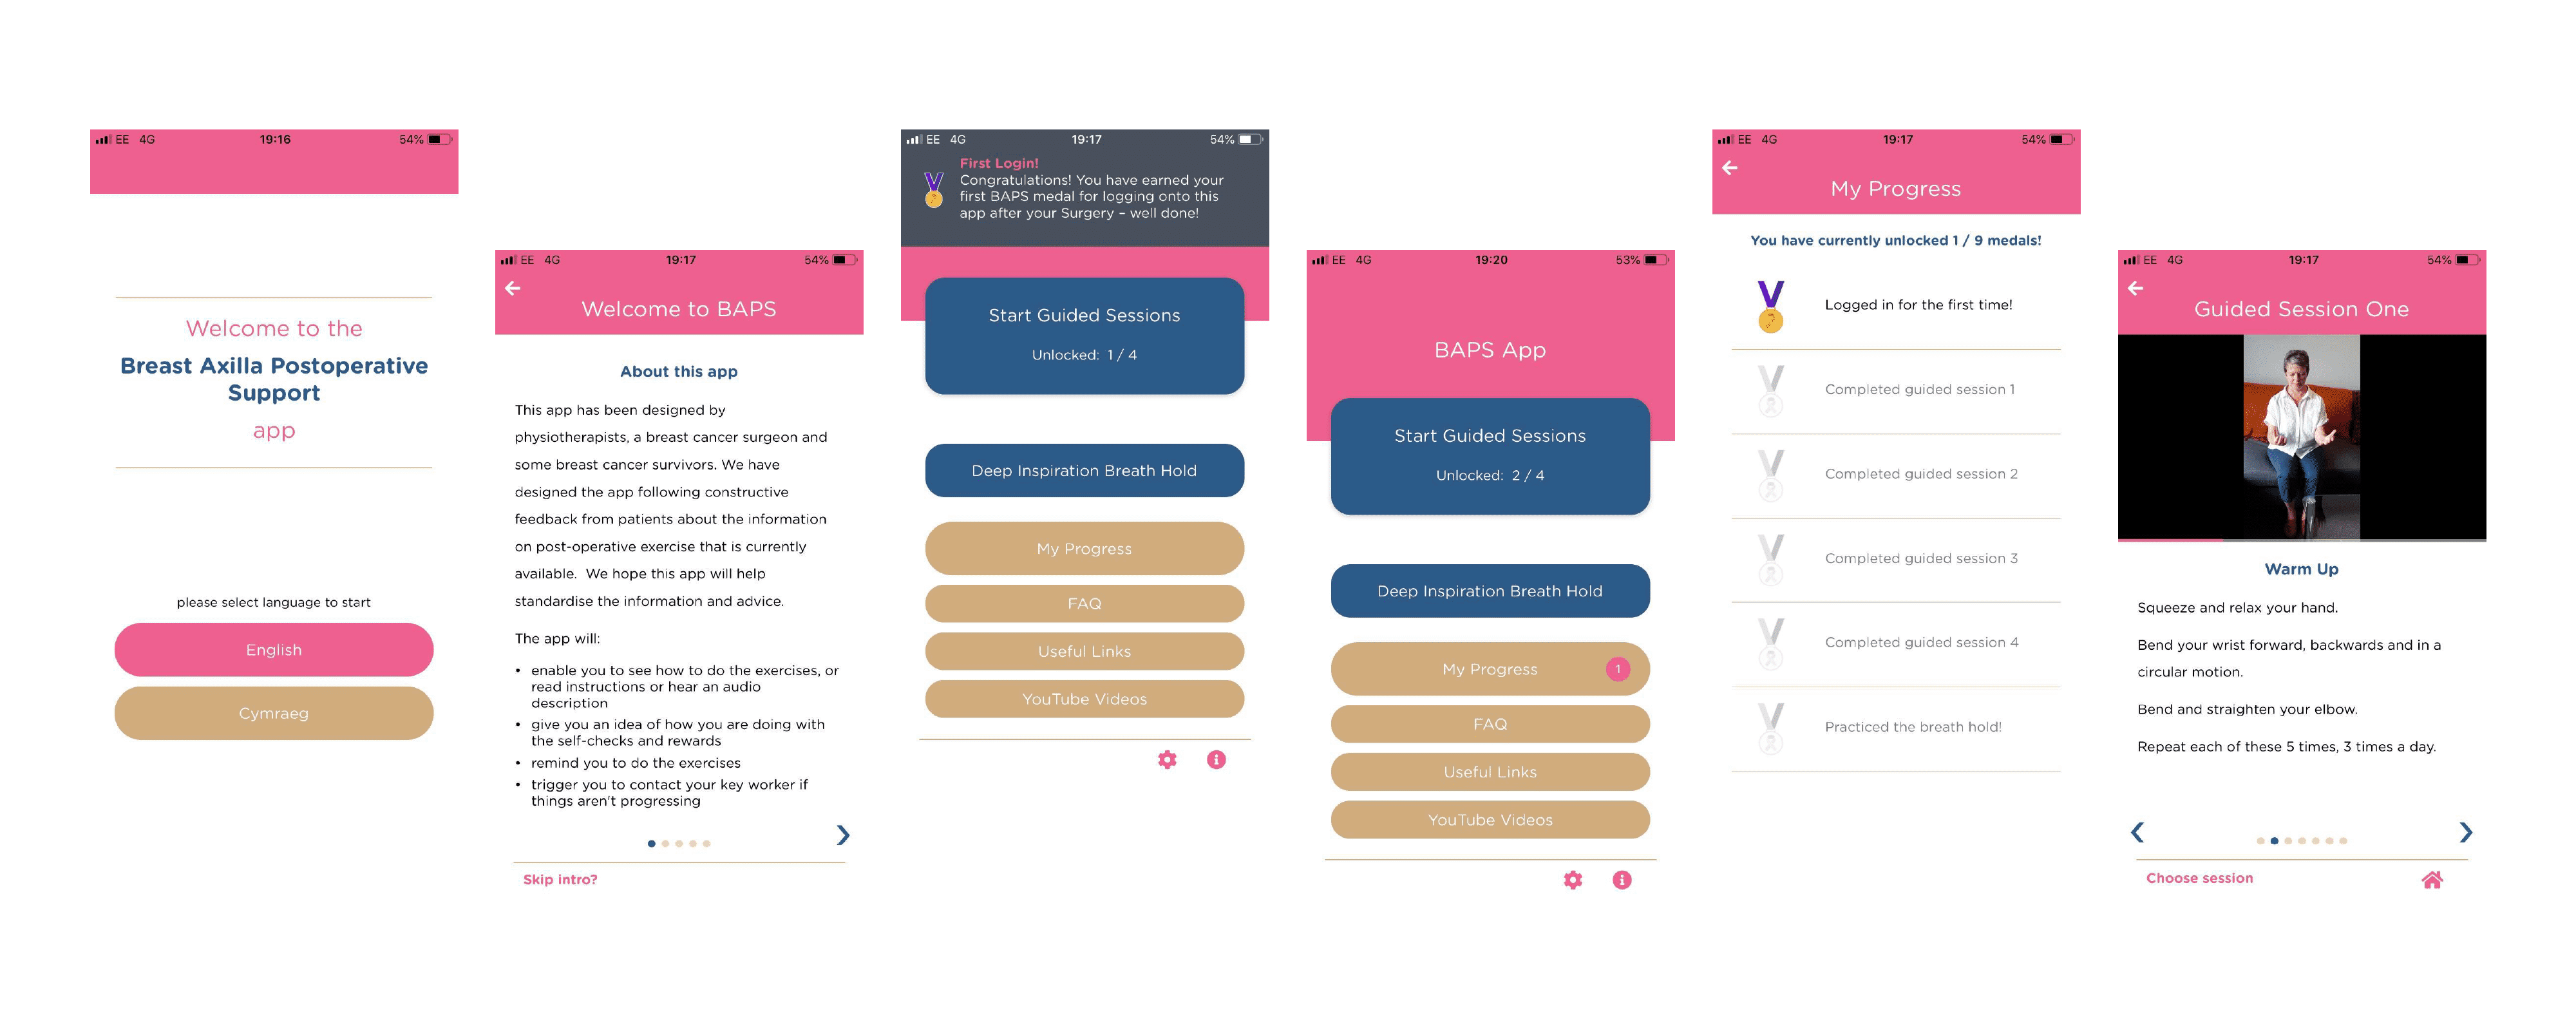 EE 4G 19:16 54%
Welcome to the
Breast Axilla Postoperative
Support
app
please select language to start
English
Cymraeg
EE 4G 19:17 54%
Welcome to BAPS
About this app
This app has been designed by
physiotherapists, a breast cancer surgeon and
some breast cancer survivors. We have
designed the app following constructive
feedback from patients about the information
on post-operative exercise that is currently
available. We hope this app will help
standardise the information and advice.
The app will:
• enable you to see how to do the exercises, or
read instructions or hear an audio
description
• give you an idea of how you are doing with
the self-checks and rewards
• remind you to do the exercises
• trigger you to contact your key worker if
things aren't progressing
Skip intro?
EE 4G 19:17 54%
First Login!
Congratulations! You have earned your
first BAPS medal for logging onto this
app after your Surgery – well done!
Start Guided Sessions
Unlocked: 1 / 4
Deep Inspiration Breath Hold
My Progress
FAQ
Useful Links
YouTube Videos
EE 4G 19:20 53%
BAPS App
Start Guided Sessions
Unlocked: 2 / 4
Deep Inspiration Breath Hold
My Progress 1
FAQ
Useful Links
YouTube Videos
EE 4G 19:17 54%
My Progress
You have currently unlocked 1 / 9 medals!
Logged in for the first time!
Completed guided session 1
Completed guided session 2
Completed guided session 3
Completed guided session 4
Practiced the breath hold!
EE 4G 19:17 54%
Guided Session One
Warm Up
Squeeze and relax your hand.
Bend your wrist forward, backwards and in a
circular motion.
Bend and straighten your elbow.
Repeat each of these 5 times, 3 times a day.
Choose session